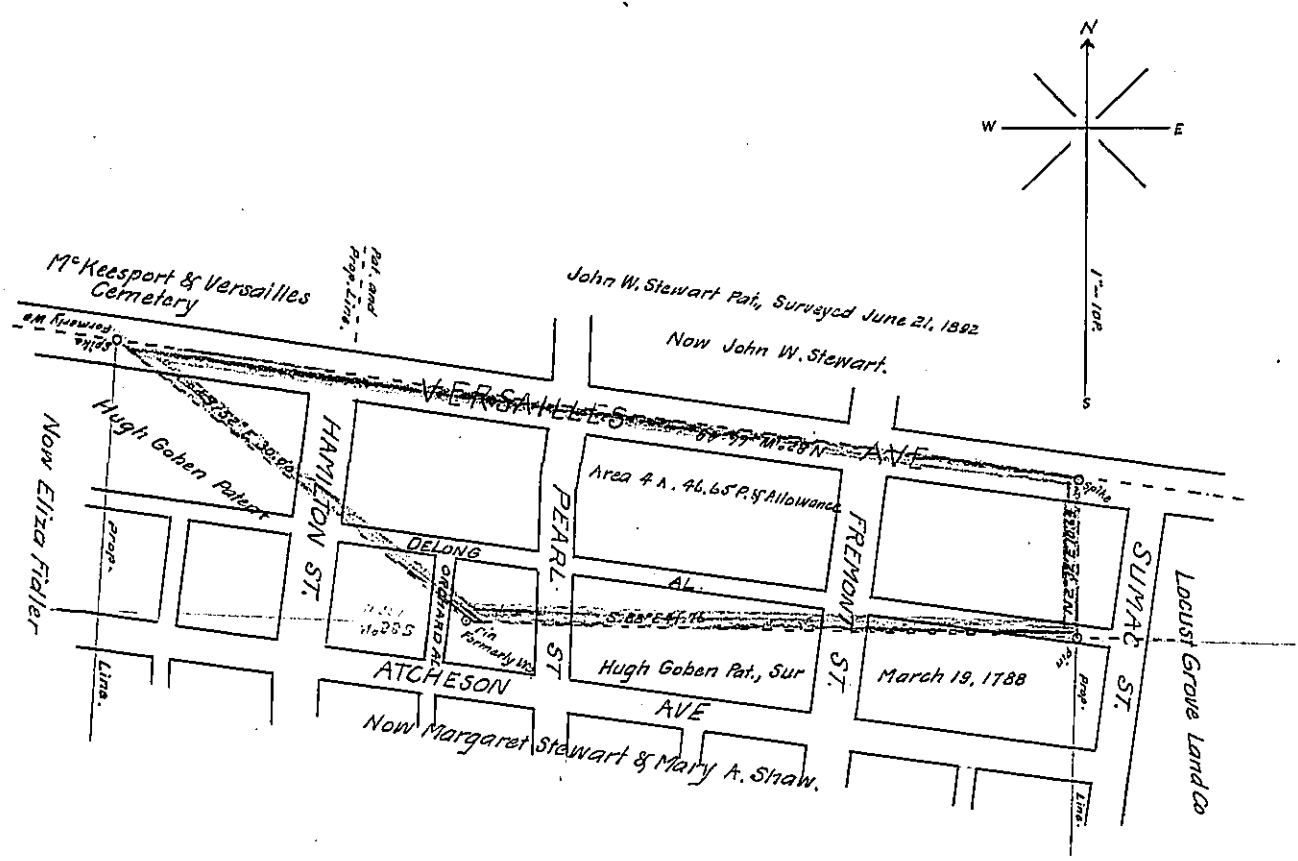 N
W
E
S
1"=10P.
McKeesport & Versailles
Cemetery
Pat. and
Prop. Line.
John W. Stewart Pat., Surveyed June 21, 1892
Now John W. Stewart.
Formerly W.O
Spike
VERSAILLES AVE
Spike
Hugh Goben Patent
Now Eliza Fidler
HAMILTON ST.
Area 4 A. 46.65 P. & Allowance
PEARL ST
FREMONT ST.
SUMAC ST.
Locust Grove Land Co
DELONG
AL.
ORCHARD AL
Pin
Formerly
Pin
Prop.
Line.
ATCHESON
AVE
Hugh Goben Pat., Sur
March 19, 1788
Prop.
Line.
Now Margaret Stewart & Mary A. Shaw.